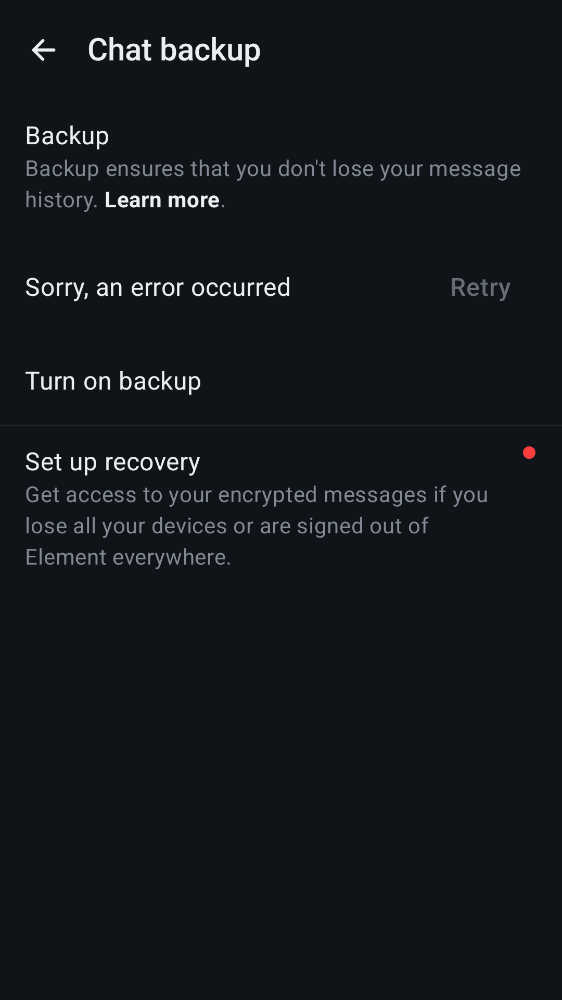 Chat backup
Backup
Backup ensures that you don't lose your message
history. Learn more.
Sorry, an error occurred Retry
Turn on backup
Set up recovery
Get access to your encrypted messages if you
lose all your devices or are signed out of
Element everywhere.